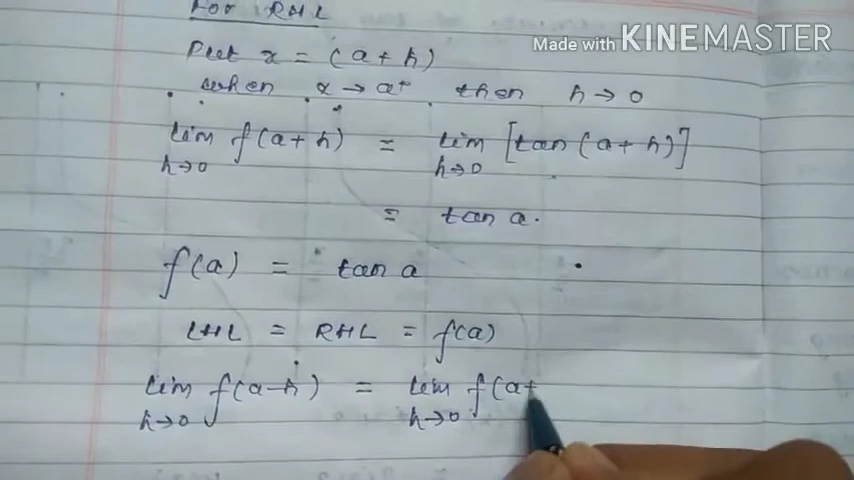 For RHL
Made with KINEMASTER
Put x = (a + h)
when x → a⁺ then h → 0
lim f(a + h) = lim [tan (a + h)]
h→0 h→0
= tan a.
f(a) = tan a
LHL = RHL = f(a)
lim f(a-h) = lim f(a+
h→0 h→0